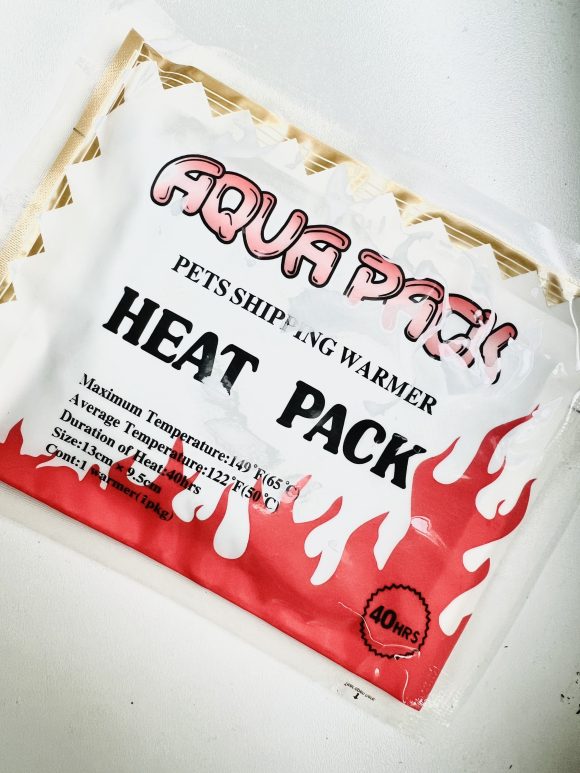 AQUA PACK
PETS SHIPPING WARMER
HEAT PACK
Maximum Temperature:149°F(65°C)
Average Temperature:122°F(50°C)
Duration of Heat:40hrs
Size:13cm × 9.5cm
Cont:1 warmer(1pkg)
40HRS